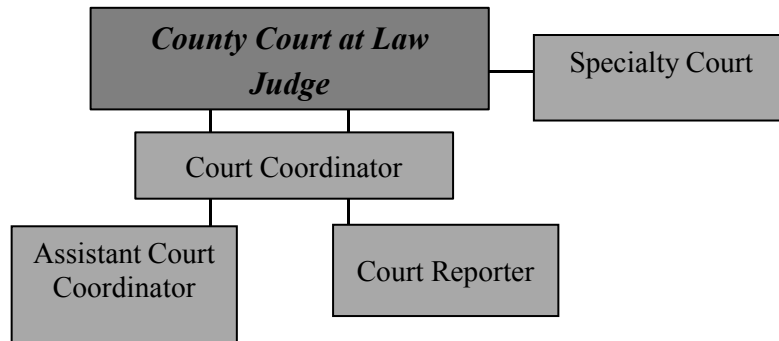 County Court at Law
Judge
Specialty Court
Court Coordinator
Assistant Court
Coordinator
Court Reporter